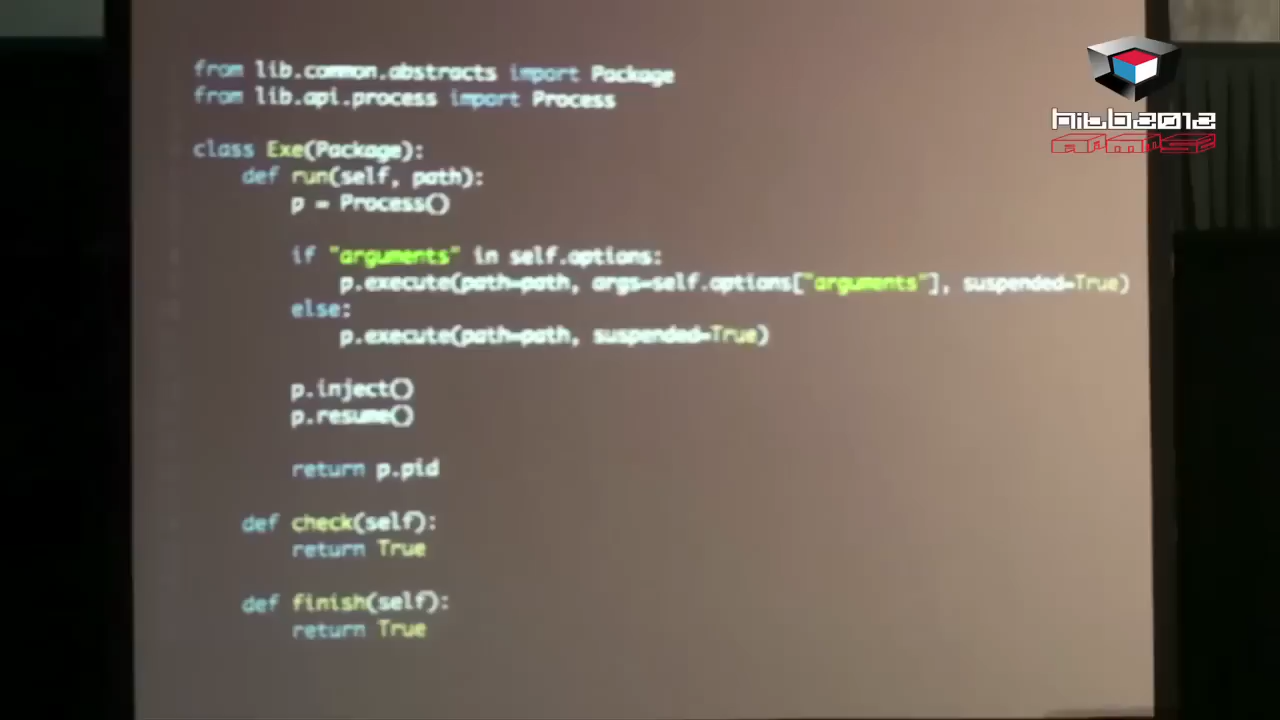 from lib.common.abstracts import Package
from lib.api.process import Process
class Exe(Package):
def run(self, path):
p = Process()
if "arguments" in self.options:
p.execute(path=path, args=self.options["arguments"], suspended=True)
else:
p.execute(path=path, suspended=True)
p.inject()
p.resume()
return p.pid
def check(self):
return True
def finish(self):
return True
HITB2012
AMS